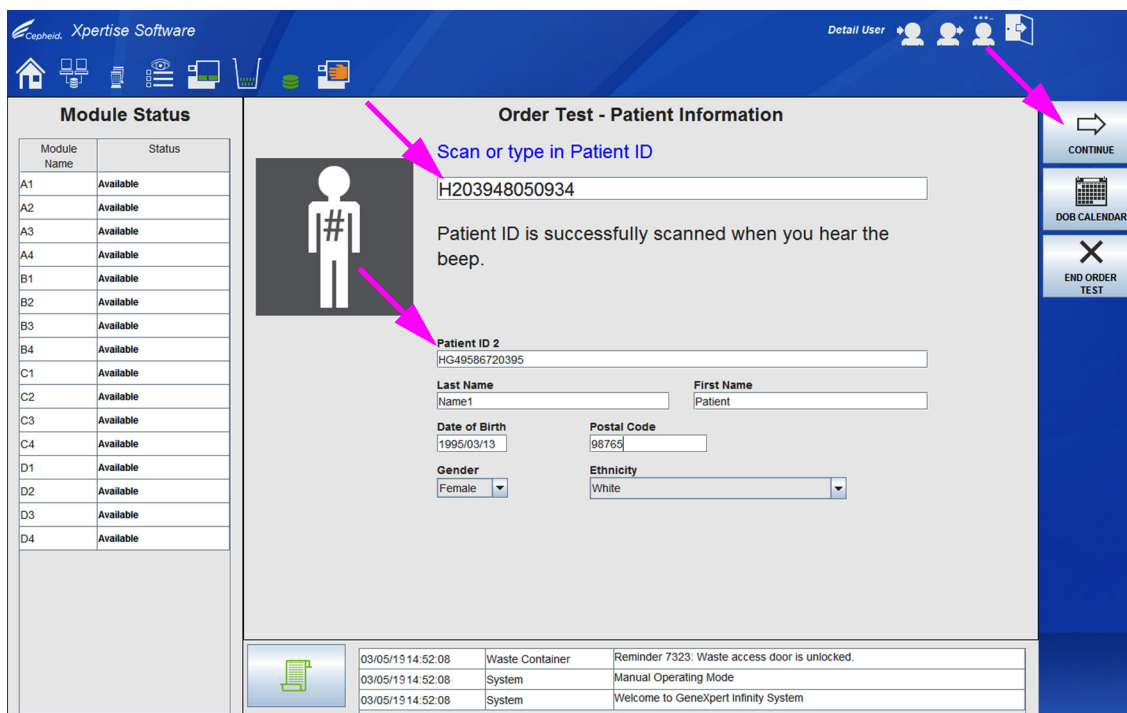 Cepheid. Xpertise Software
Detail User
Module Status
Module Name Status
A1 Available
A2 Available
A3 Available
A4 Available
B1 Available
B2 Available
B3 Available
B4 Available
C1 Available
C2 Available
C3 Available
C4 Available
D1 Available
D2 Available
D3 Available
D4 Available
Order Test - Patient Information
Scan or type in Patient ID
H203948050934
#
Patient ID is successfully scanned when you hear the
beep.
Patient ID 2
HG49586720395
Last Name First Name
Name1 Patient
Date of Birth Postal Code
1995/03/13 98765
Gender Ethnicity
Female White
CONTINUE
DOB CALENDAR
END ORDER
TEST
03/05/19 14:52:08 Waste Container Reminder 7323: Waste access door is unlocked.
03/05/19 14:52:08 System Manual Operating Mode
03/05/19 14:52:08 System Welcome to GeneXpert Infinity System